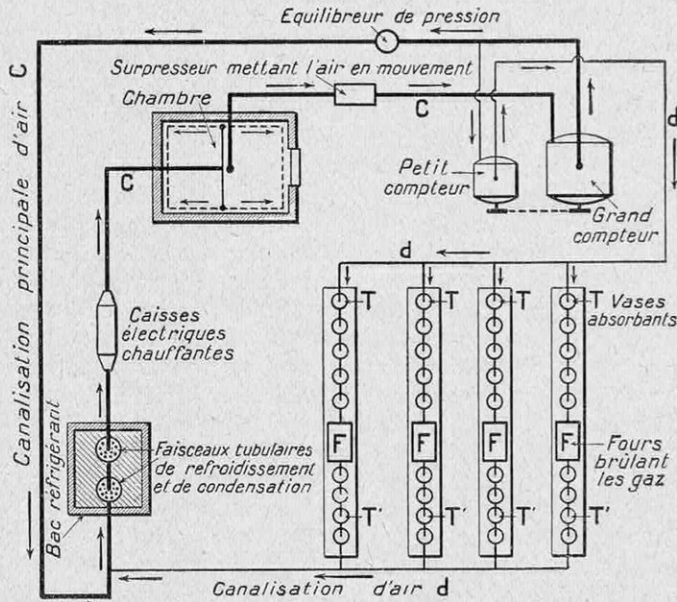 Equilibreur de pression
Surpresseur mettant l'air en mouvement
Chambre
C
C
Canalisation principale d'air C
d
Petit
compteur
Grand
compteur
d
Caisses
électriques
chauffantes
T
T
T
T
Vases
absorbants
Bac réfrigérant
Faisceaux tubulaires
de refroidissement
et de condensation
F
F
F
F
Fours
brûlant
les gaz
T'
T'
T'
T'
Canalisation d'air d